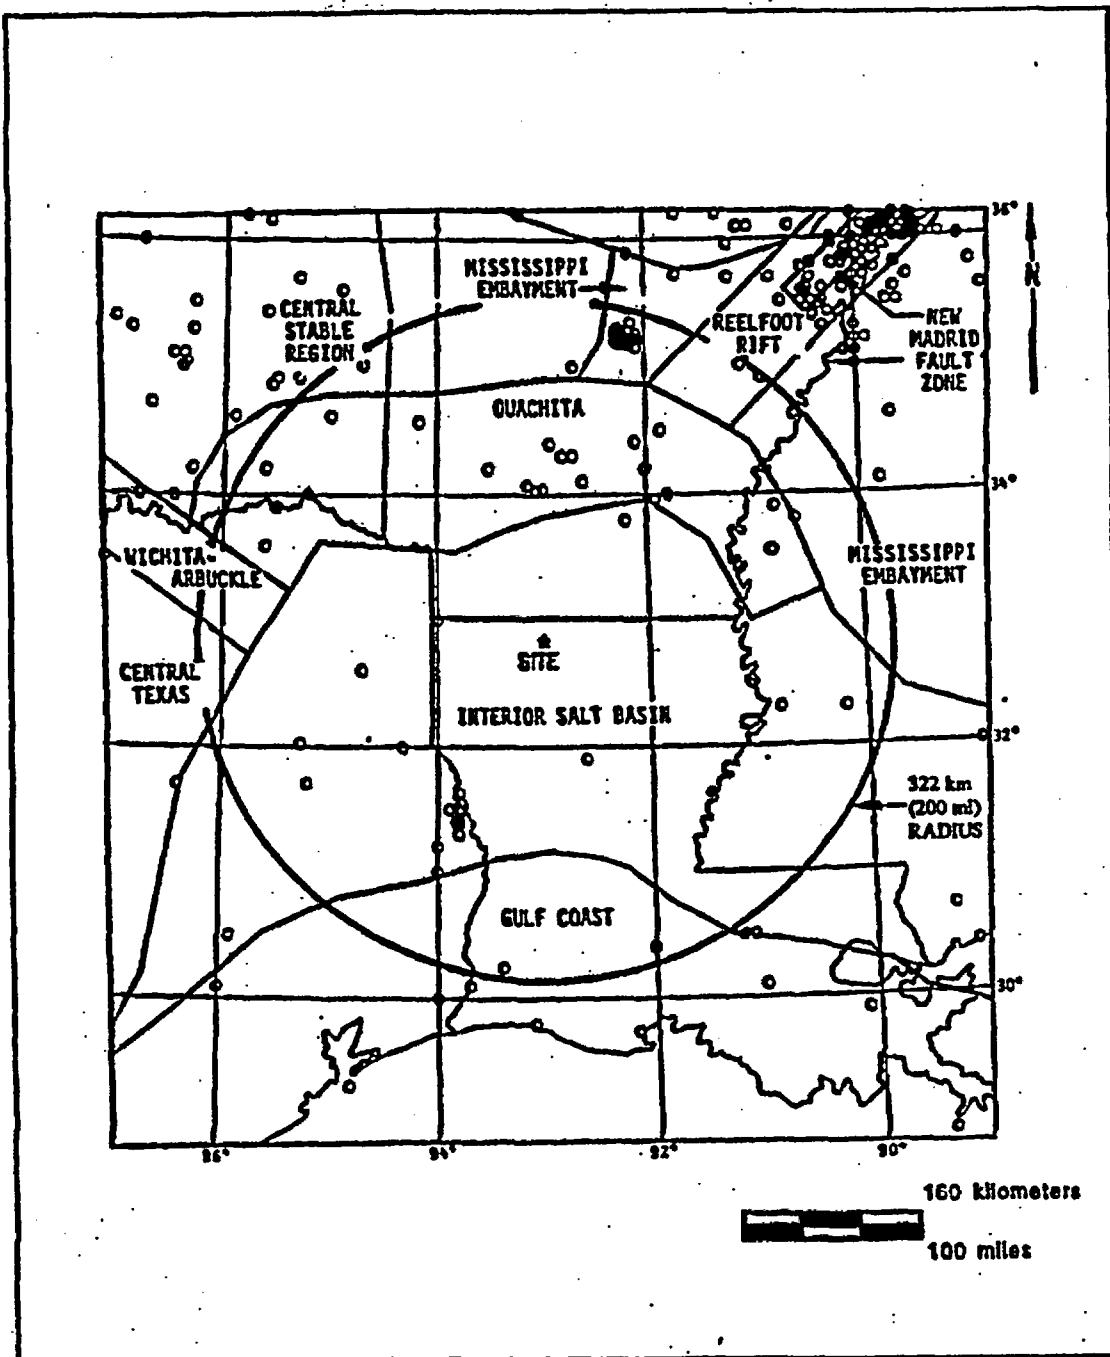 36°
N
MISSISSIPPI
EMBAYMENT
CENTRAL
STABLE
REGION
REELFOOT
RIFT
NEW
MADRID
FAULT
ZONE
OUACHITA
34°
WICHITA-
ARBUCKLE
MISSISSIPPI
EMBAYMENT
SITE
CENTRAL
TEXAS
INTERIOR SALT BASIN
32°
322 km
(200 mi)
RADIUS
GULF COAST
30°
96° 94° 92° 90°
160 kilometers
100 miles